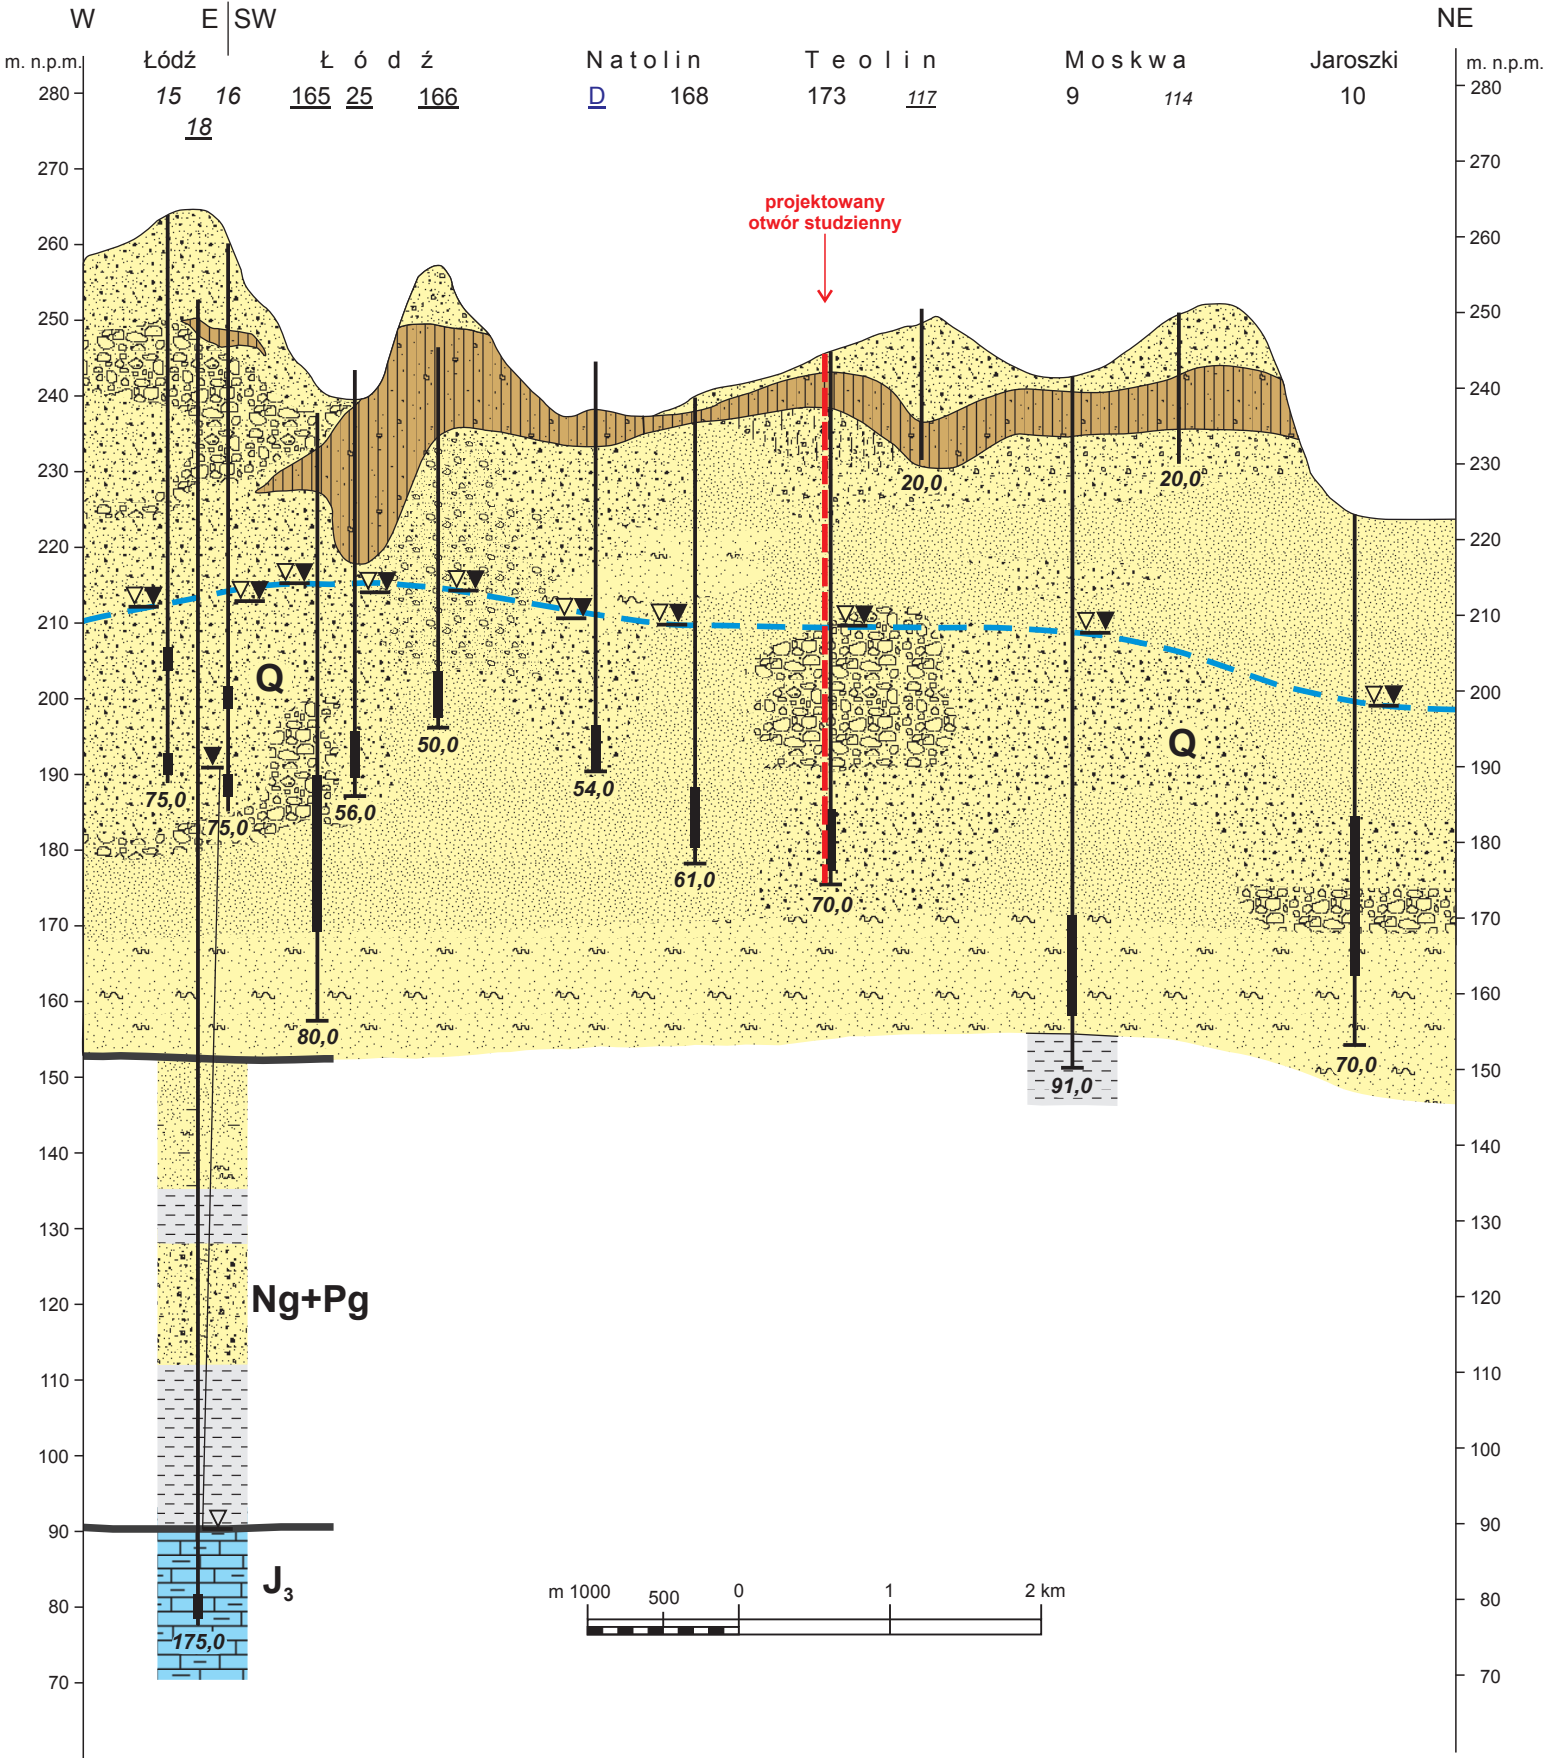 W E SW NE
m. n.p.m. Łódź Ł ó d ź Natolin Teolin Moskwa Jaroszki m. n.p.m.
280 15 16 165 25 166 D 168 173 117 9 114 10 280
18
270 270
projektowany
otwór studzienny
260 260
250 250
240 240
230 230
20,0 20,0
220 220
210 210
Q
200 200
50,0 Q
190 190
75,0 56,0 54,0
75,0
180 180
61,0
70,0
170 170
160 160
80,0
70,0
150 150
91,0
140 140
130 130
Ng+Pg
120 120
110 110
100 100
90 90
J3
m 1000 500 0 1 2 km
80 80
175,0
70 70